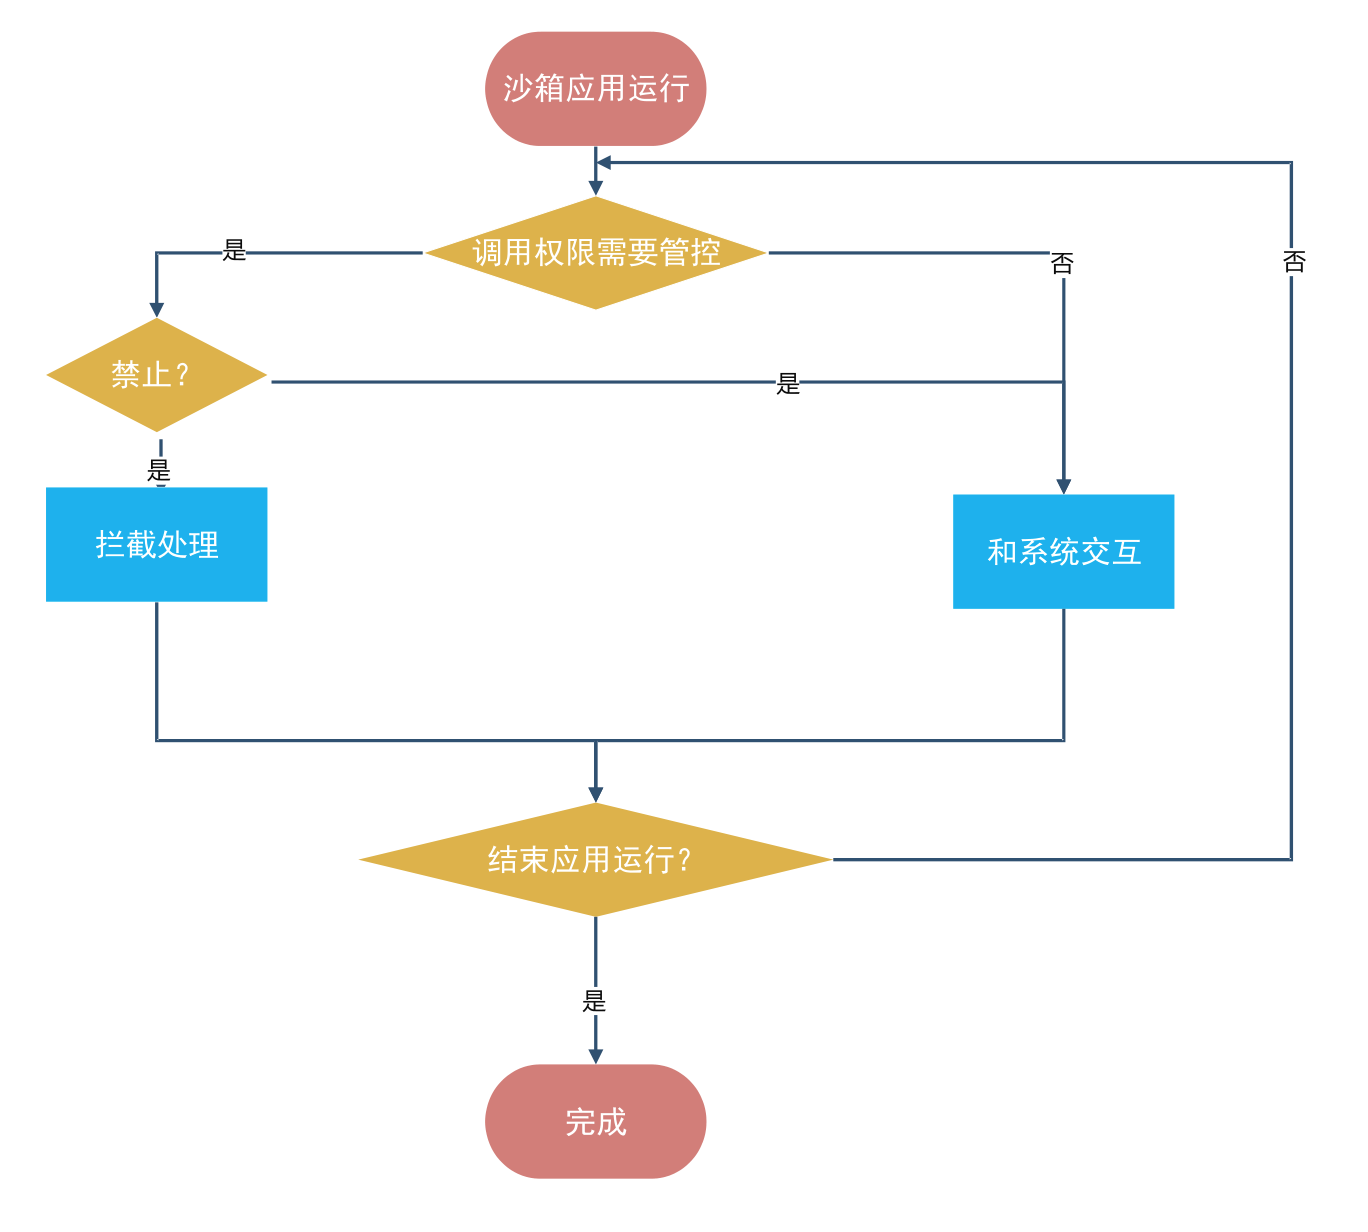 沙箱应用运行
调用权限需要管控
是
否
否
禁止？
是
是
拦截处理
和系统交互
结束应用运行？
是
完成